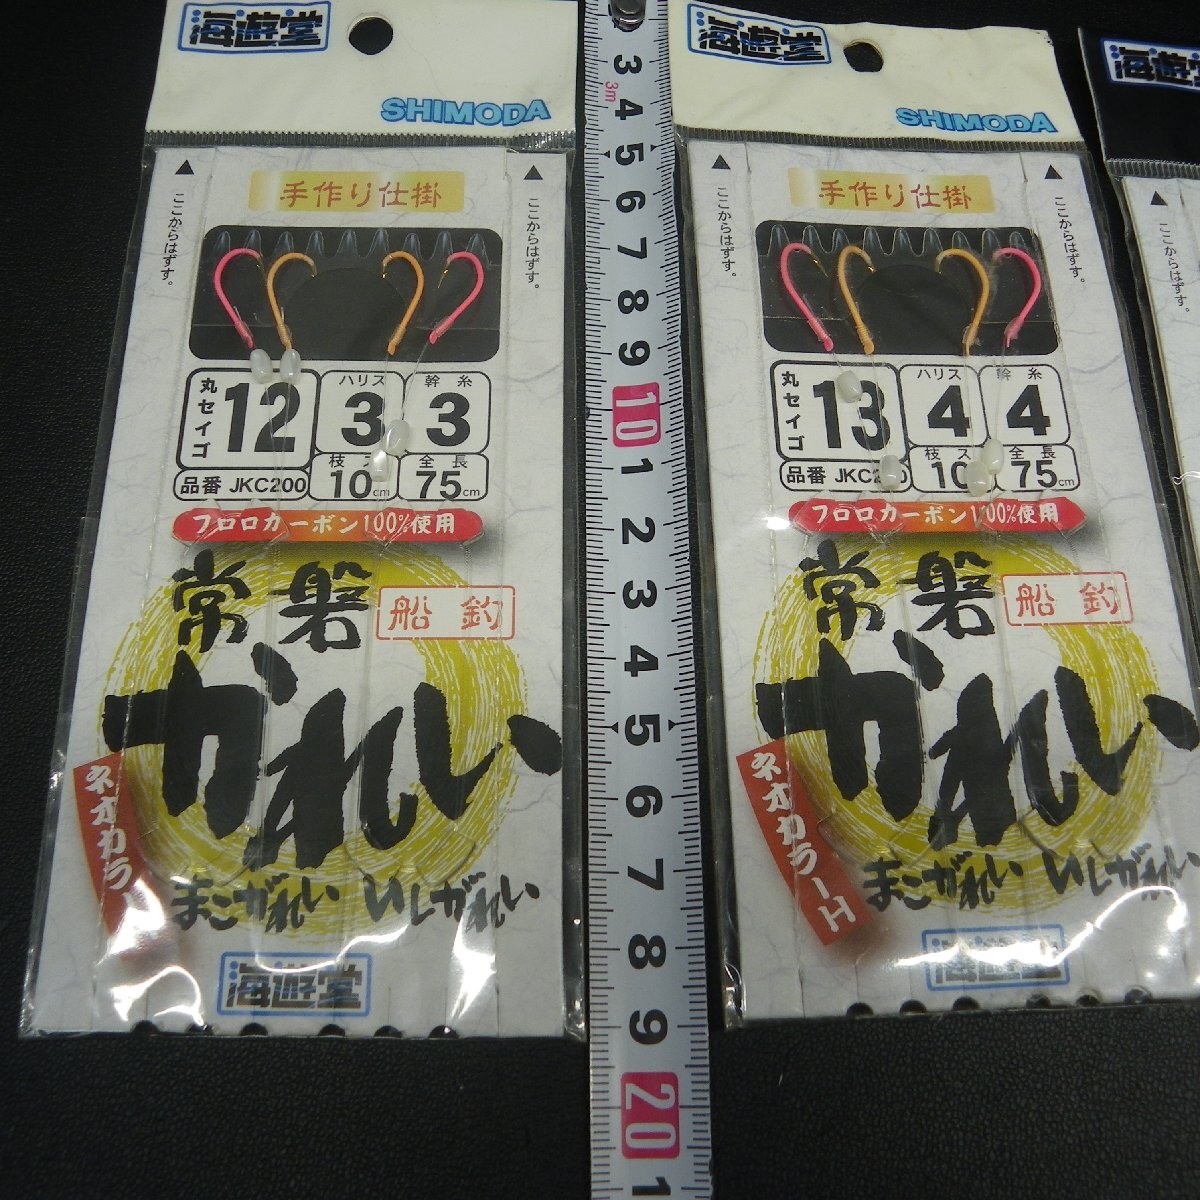 海遊堂
SHIMODA
手作り仕掛
ここからはずす。
ここからはずす。
丸セイゴ
12
ハリス
3
幹糸
3
品番 JKC200
枝ス
10cm
全長
75cm
フロロカーボン100%使用
常磐
船釣
かれい
ネオカラー
まこがれい いしがれい
海遊堂
3
3m
4
5
6
7
8
9
10
1
2
3
4
5
6
7
8
9
20
1
海遊堂
SHIMODA
手作り仕掛
ここからはずす。
ここからはずす。
丸セイゴ
13
ハリス
4
幹糸
4
品番 JKC200
枝ス
10
全長
75cm
フロロカーボン100%使用
常磐
船釣
かれい
ネオカラーH
まこがれい いしがれい
海遊堂
海遊
ここからはずす。